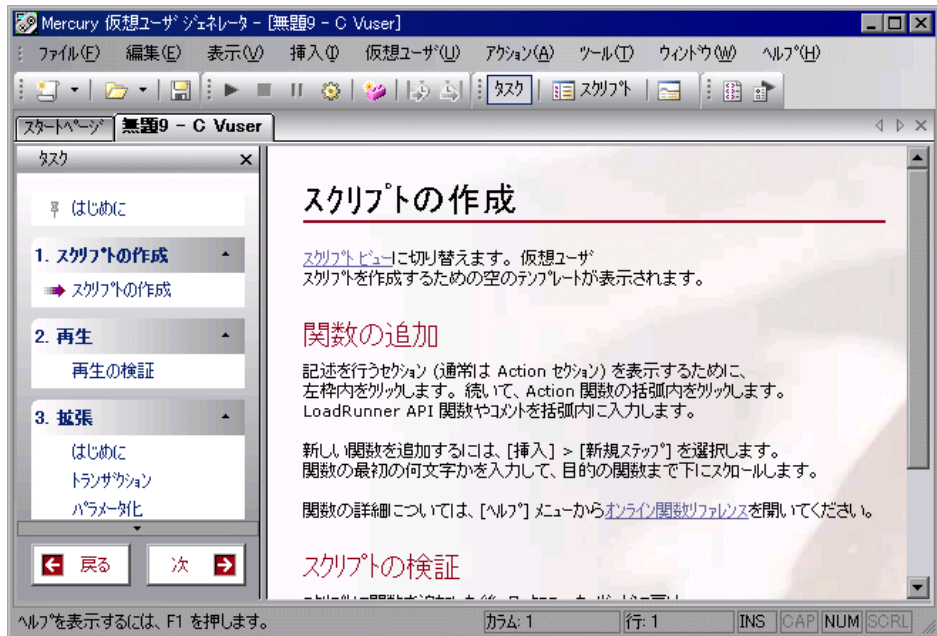 Mercury 仮想ユーザ ジェネレータ - [無題9 - C Vuser]
ファイル(F) 編集(E) 表示(V) 挿入(I) 仮想ユーザ(U) アクション(A) ツール(T) ウィンドウ(W) ヘルプ(H)
タスク スクリプト
スタートページ 無題9 - C Vuser
タスク
はじめに
1. スクリプトの作成
スクリプトの作成
2. 再生
再生の検証
3. 拡張
はじめに
トランザクション
パラメータ化
戻る 次
スクリプトの作成
スクリプト ビューに切り替えます。仮想ユーザ
スクリプトを作成するための空のテンプレートが表示されます。
関数の追加
記述を行うセクション (通常は Action セクション) を表示するために、
左枠内をクリックします。続いて、Action 関数の括弧内をクリックします。
LoadRunner API 関数やコメントを括弧内に入力します。
新しい関数を追加するには、[挿入] > [新規ステップ] を選択します。
関数の最初の何文字かを入力して、目的の関数まで下にスクロールします。
関数の詳細については、[ヘルプ] メニューからオンライン関数リファレンスを開いてください。
スクリプトの検証
ヘルプを表示するには、F1 を押します。
カラム: 1 行: 1 INS CAP NUM SCRL